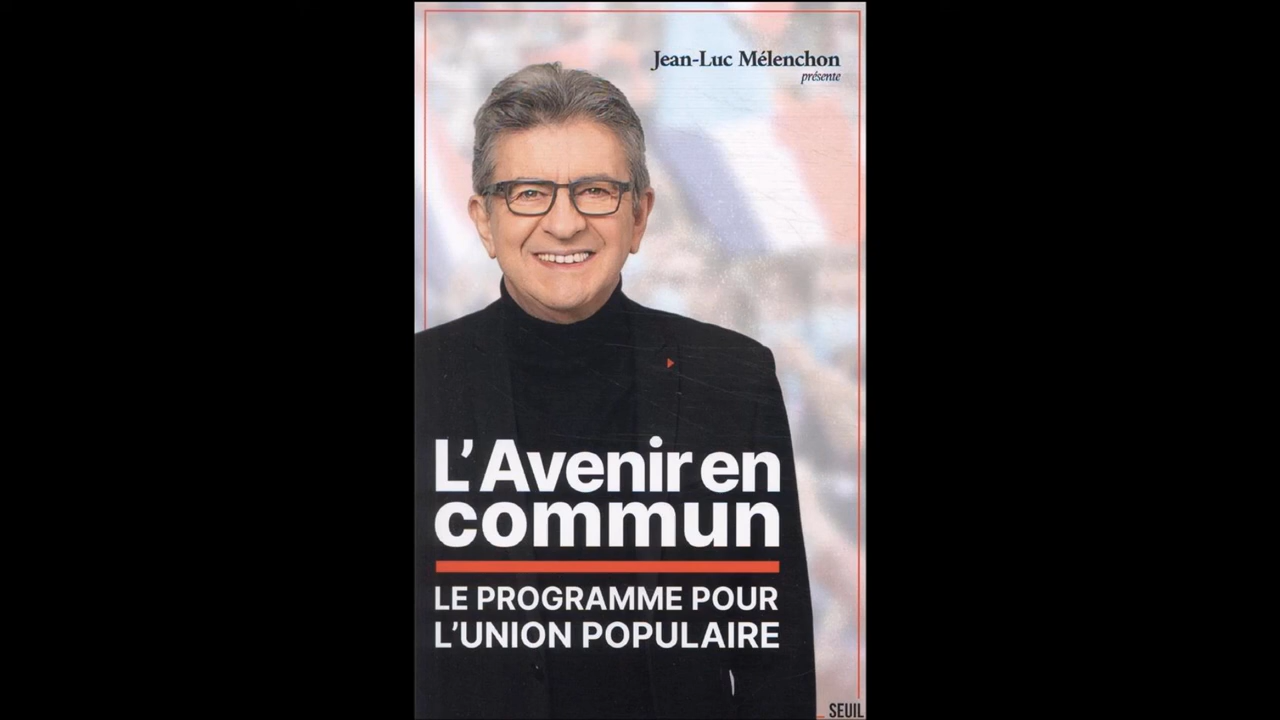 Jean-Luc Mélenchon
présente
L'Avenir en
commun
LE PROGRAMME POUR
L'UNION POPULAIRE
SEUIL